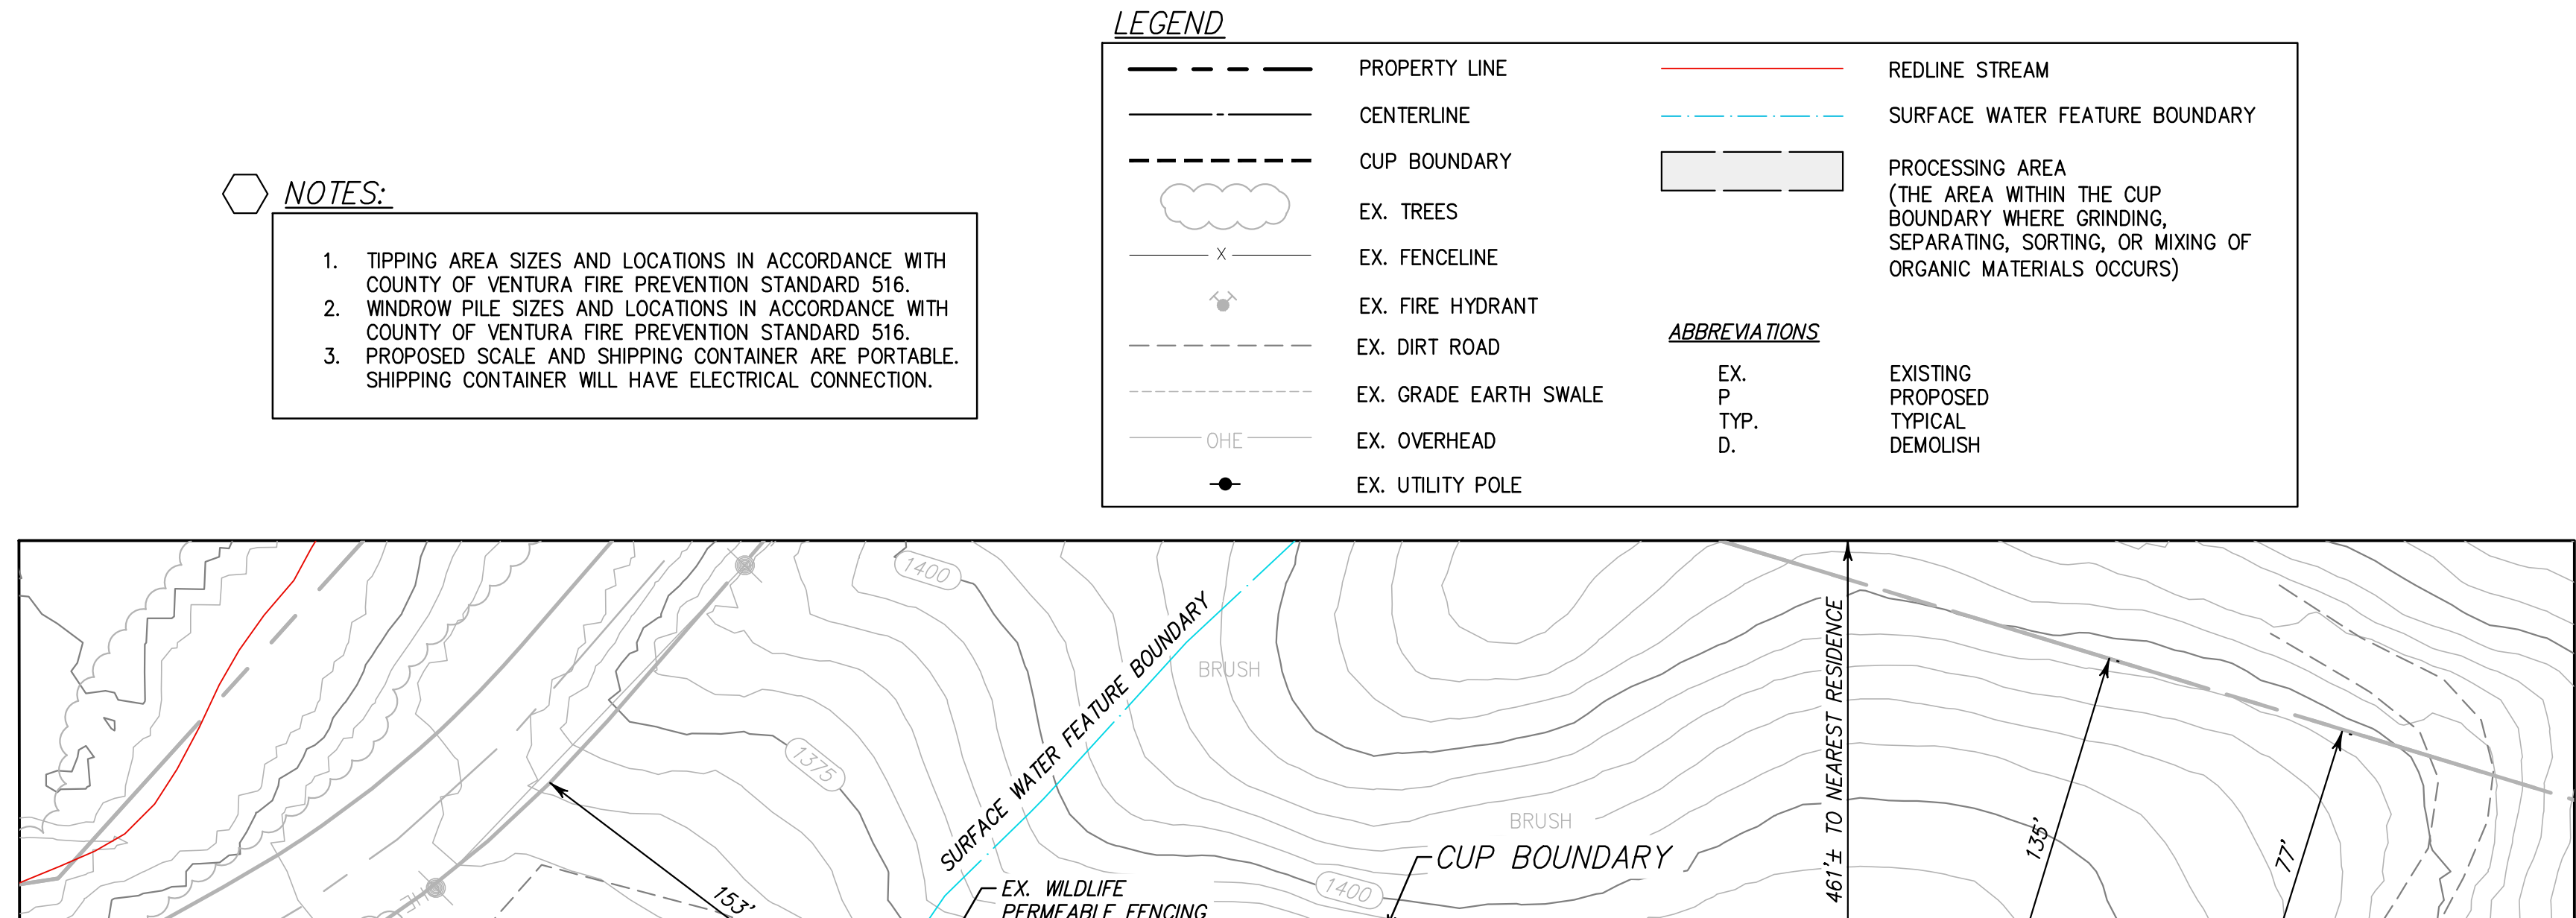 LEGEND
PROPERTY LINE
CENTERLINE
CUP BOUNDARY
EX. TREES
X
EX. FENCELINE
EX. FIRE HYDRANT
EX. DIRT ROAD
EX. GRADE EARTH SWALE
OHE
EX. OVERHEAD
EX. UTILITY POLE
REDLINE STREAM
SURFACE WATER FEATURE BOUNDARY
PROCESSING AREA
(THE AREA WITHIN THE CUP
BOUNDARY WHERE GRINDING,
SEPARATING, SORTING, OR MIXING OF
ORGANIC MATERIALS OCCURS)
ABBREVIATIONS
EX. EXISTING
P PROPOSED
TYP. TYPICAL
D. DEMOLISH
NOTES:
1. TIPPING AREA SIZES AND LOCATIONS IN ACCORDANCE WITH
COUNTY OF VENTURA FIRE PREVENTION STANDARD 516.
2. WINDROW PILE SIZES AND LOCATIONS IN ACCORDANCE WITH
COUNTY OF VENTURA FIRE PREVENTION STANDARD 516.
3. PROPOSED SCALE AND SHIPPING CONTAINER ARE PORTABLE.
SHIPPING CONTAINER WILL HAVE ELECTRICAL CONNECTION.
1400
SURFACE WATER FEATURE BOUNDARY
BRUSH
1375
461'± TO NEAREST RESIDENCE
135'
77'
BRUSH
CUP BOUNDARY
1400
153'
EX. WILDLIFE
PERMEABLE FENCING